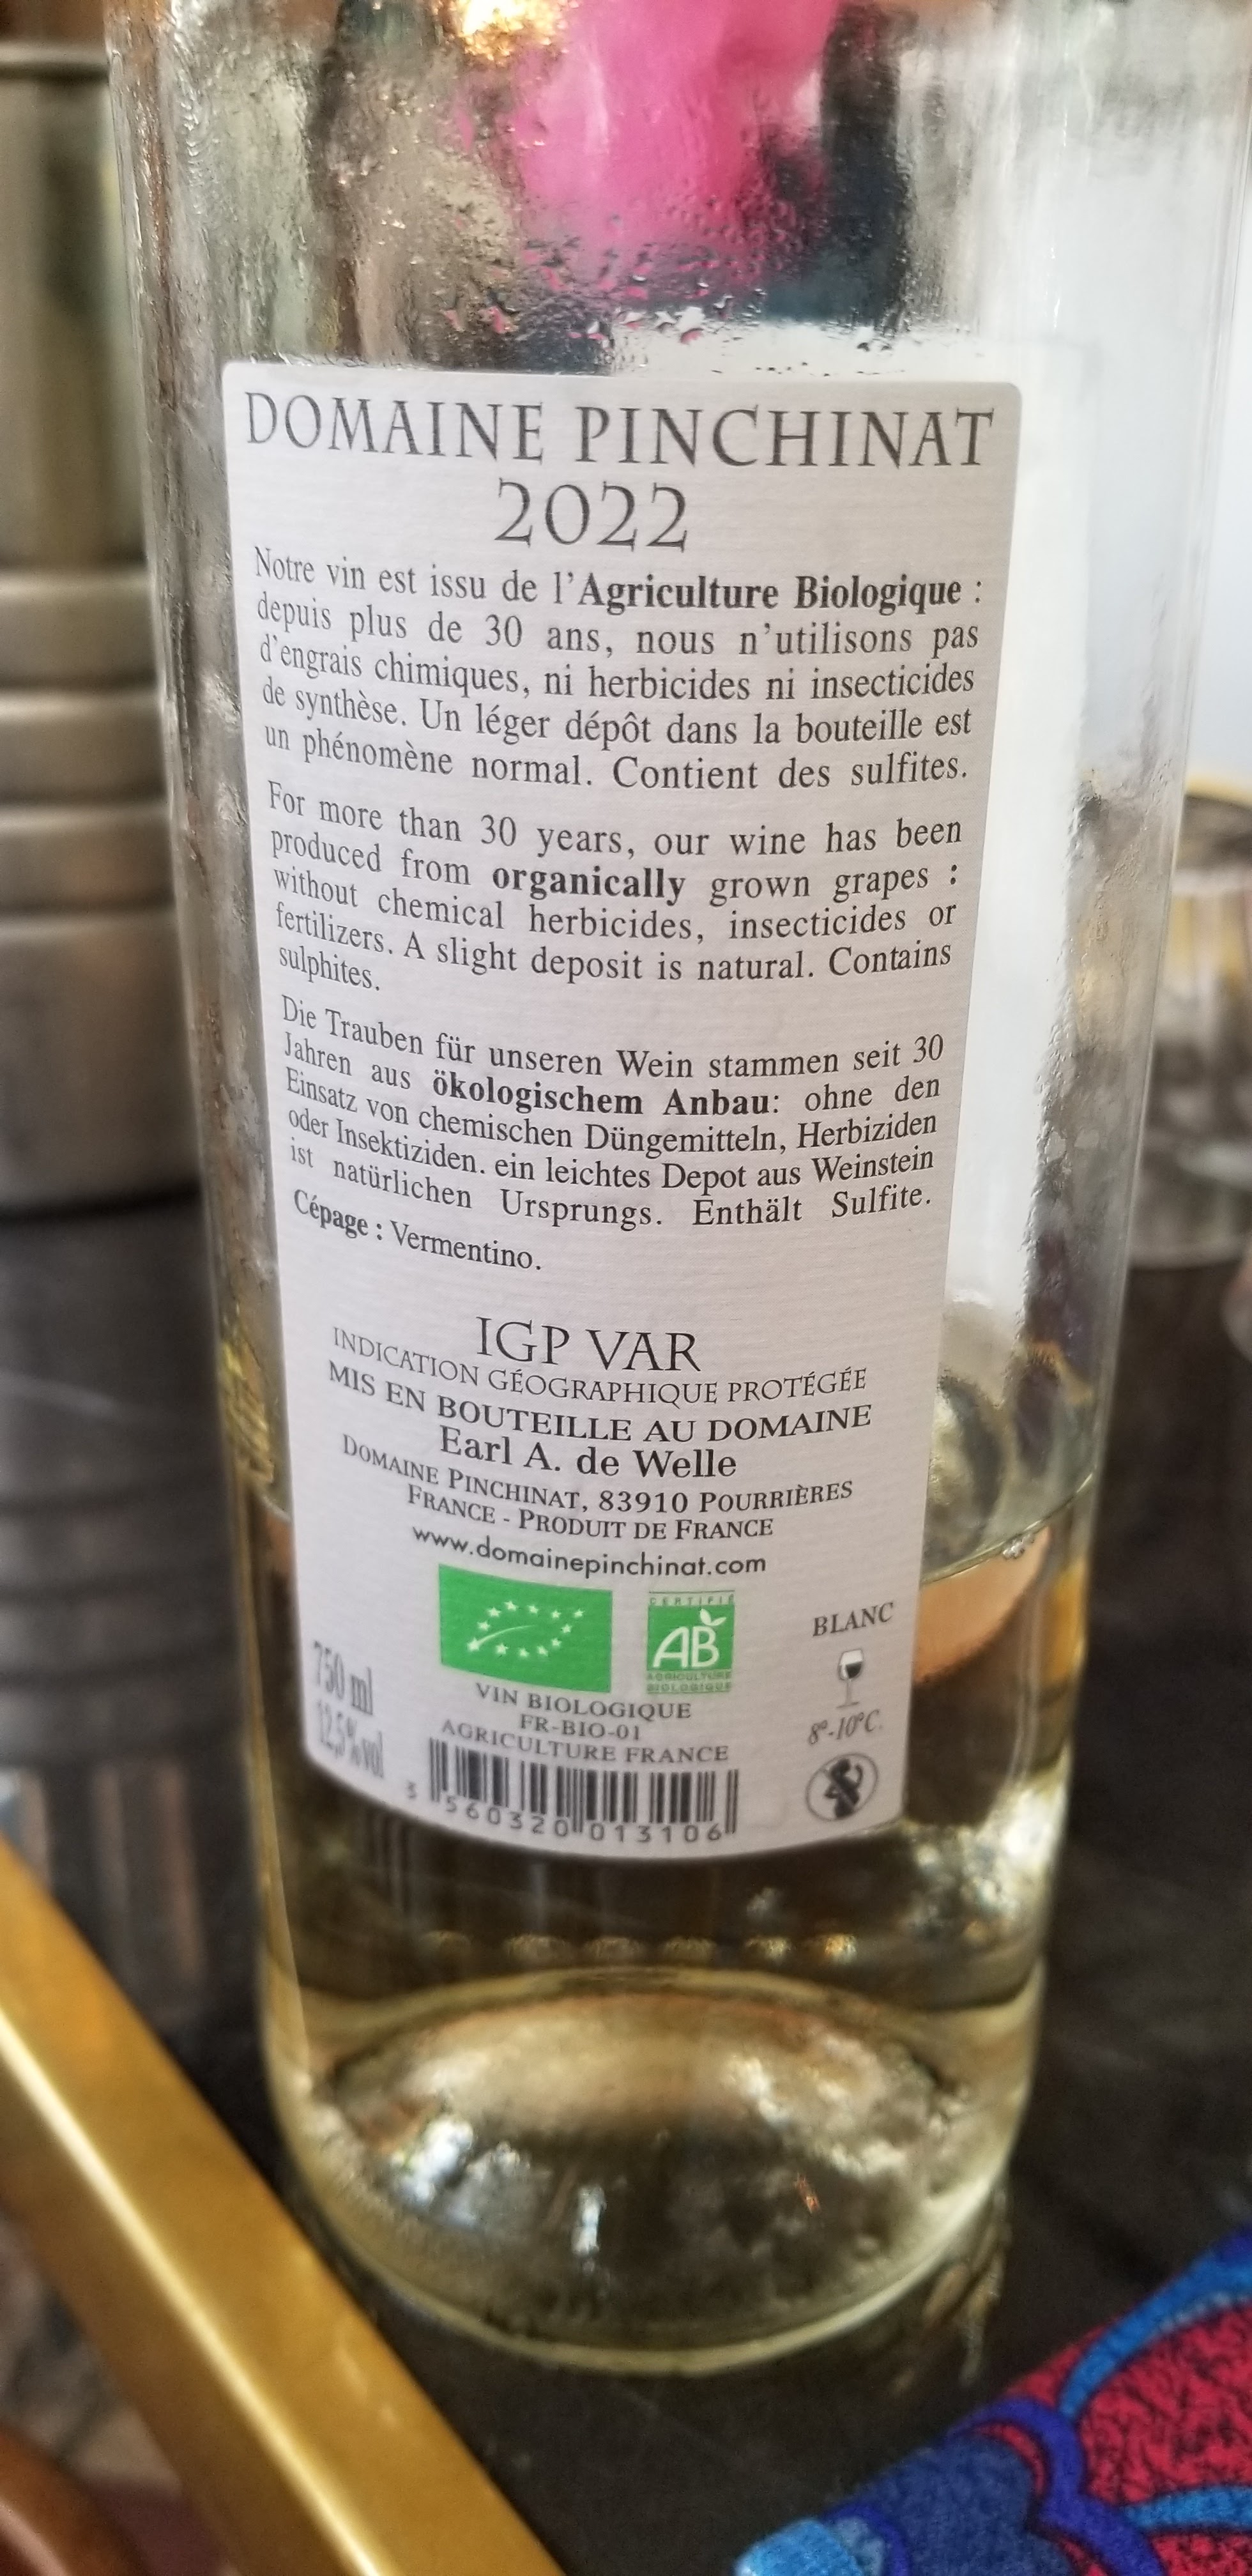 DOMAINE PINCHINAT
2022
Notre vin est issu de l'Agriculture Biologique :
depuis plus de 30 ans, nous n'utilisons pas
d'engrais chimiques, ni herbicides ni insecticides
de synthèse. Un léger dépôt dans la bouteille est
un phénomène normal. Contient des sulfites.
For more than 30 years, our wine has been
produced from organically grown grapes :
without chemical herbicides, insecticides or
fertilizers. A slight deposit is natural. Contains
sulphites.
Die Trauben für unseren Wein stammen seit 30
Jahren aus ökologischem Anbau: ohne den
Einsatz von chemischen Düngemitteln, Herbiziden
oder Insektiziden. ein leichtes Depot aus Weinstein
ist natürlichen Ursprungs. Enthält Sulfite.
Cépage : Vermentino.
IGP VAR
INDICATION GÉOGRAPHIQUE PROTÉGÉE
MIS EN BOUTEILLE AU DOMAINE
Earl A. de Welle
DOMAINE PINCHINAT, 83910 POURRIÈRES
FRANCE - PRODUIT DE FRANCE
www.domainepinchinat.com
CERTIFIÉ
AB
AGRICULTURE
BIOLOGIQUE
BLANC
8°-10°C.
750 ml
12,5%vol
VIN BIOLOGIQUE
FR-BIO-01
AGRICULTURE FRANCE
3 560320 013106